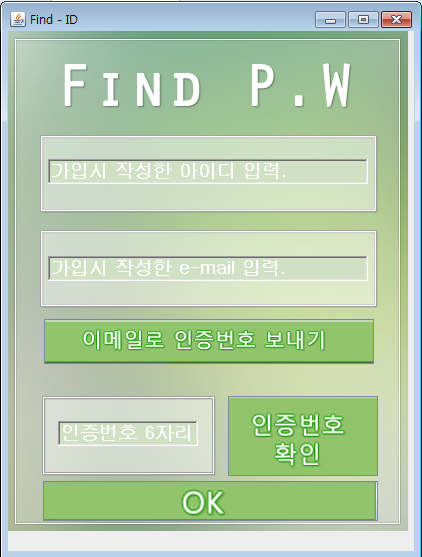 Find - ID
FIND P.W
가입시 작성한 아이디 입력.
가입시 작성한 e-mail 입력.
이메일로 인증번호 보내기
인증번호 6자리
인증번호
확인
OK